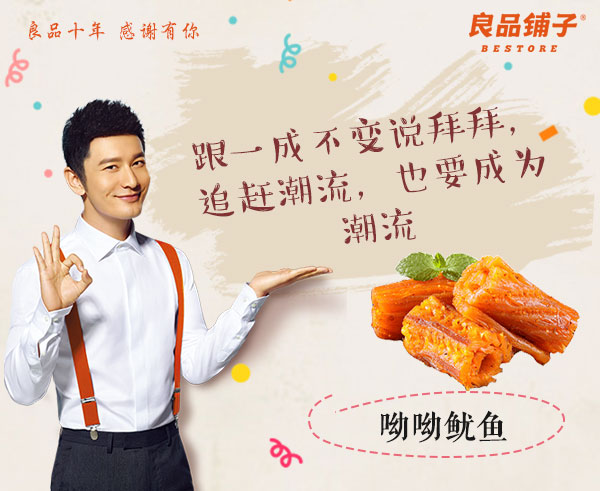 良品十年 感谢有你
良品铺子®
BESTORE
跟一成不变说拜拜，
追赶潮流，也要成为
潮流
呦呦鱿鱼